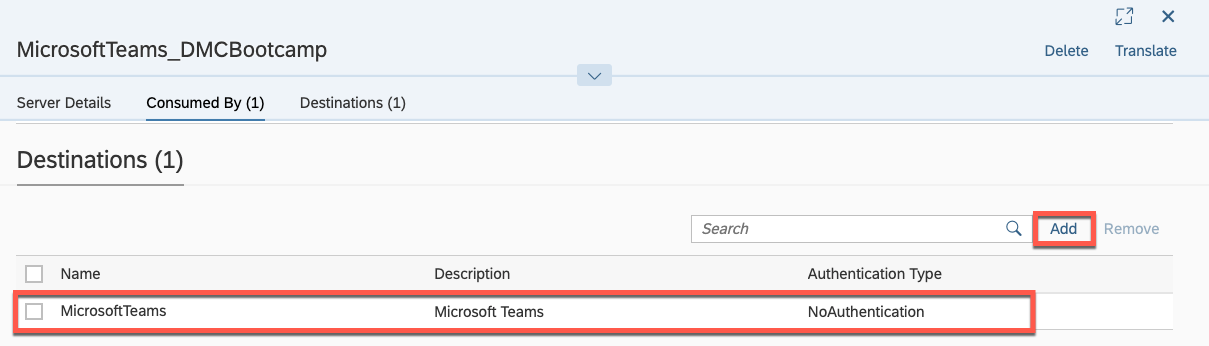 MicrosoftTeams_DMCBootcamp
Delete Translate
Server Details Consumed By (1) Destinations (1)
Destinations (1)
Search Add Remove
Name Description Authentication Type
MicrosoftTeams Microsoft Teams NoAuthentication